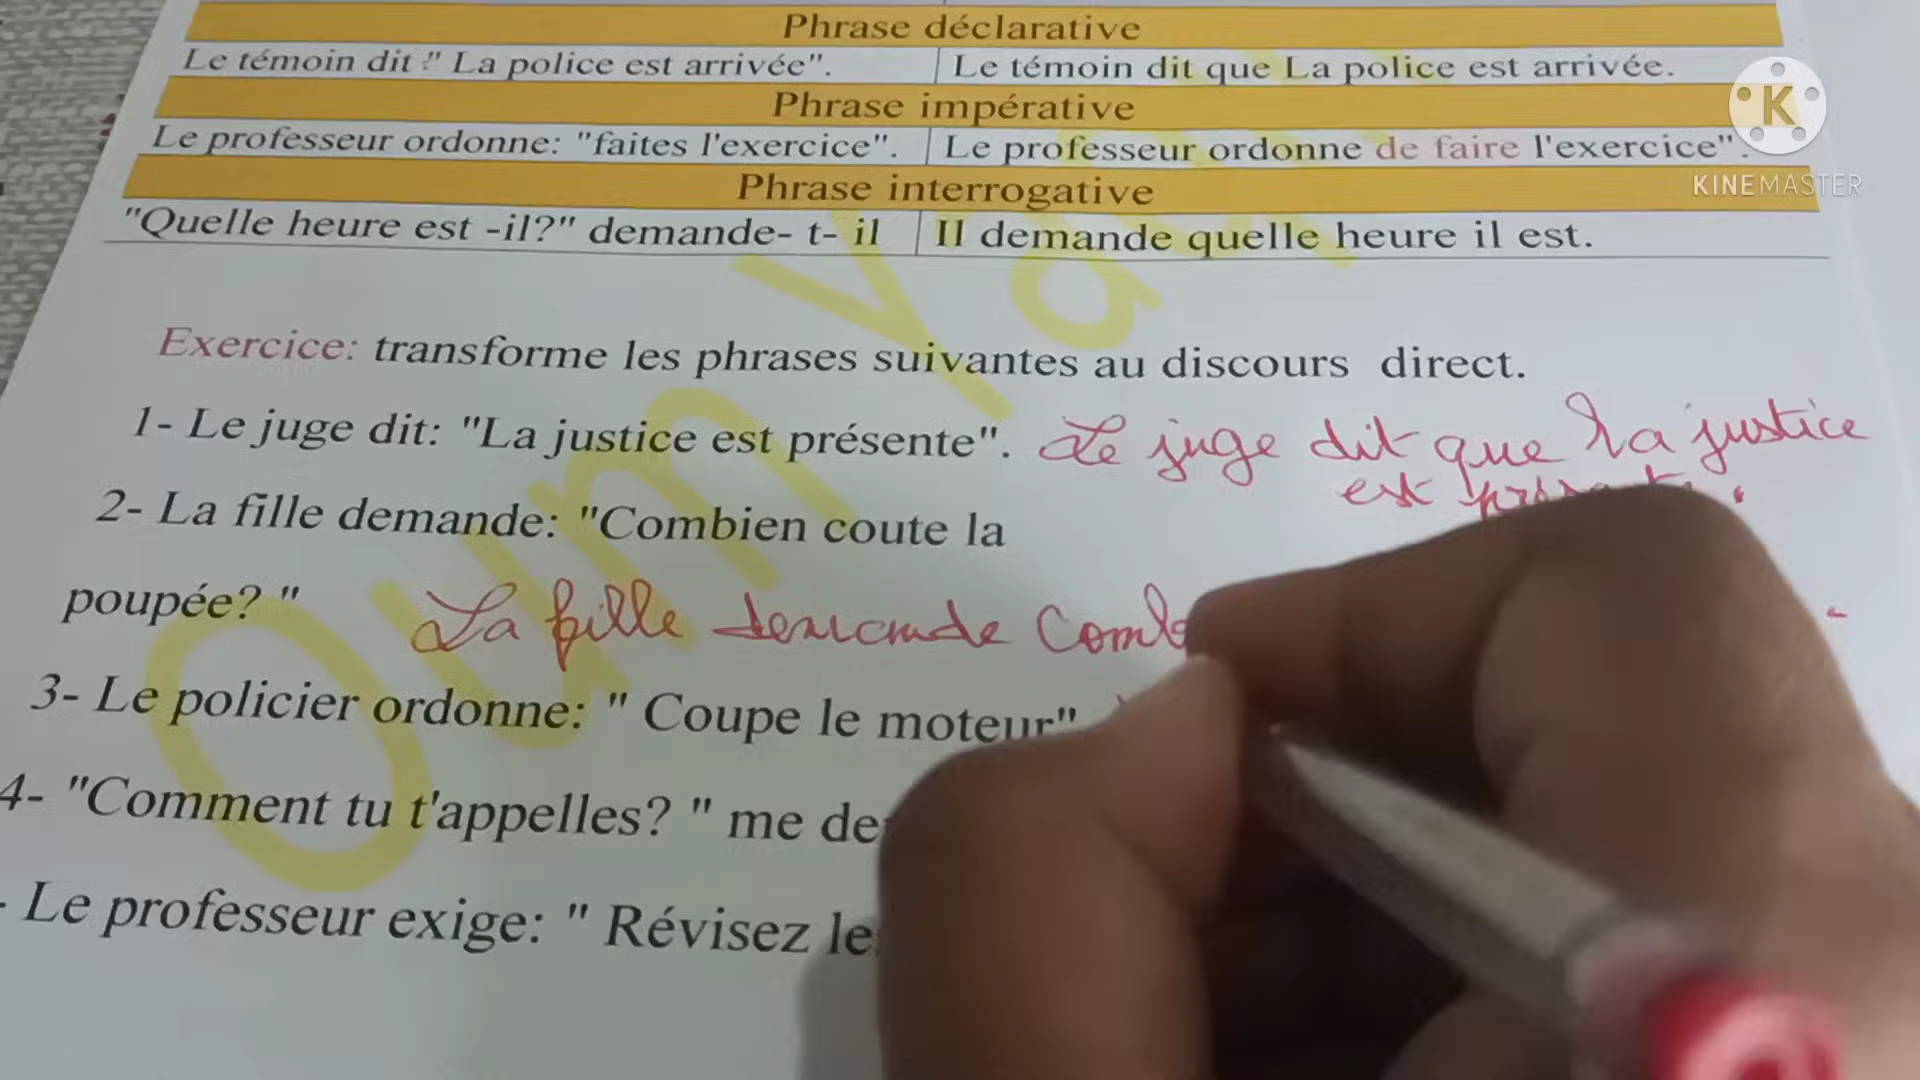 Phrase déclarative
Le témoin dit :" La police est arrivée". Le témoin dit que La police est arrivée.
Phrase impérative
Le professeur ordonne: "faites l'exercice". Le professeur ordonne de faire l'exercice".
Phrase interrogative
"Quelle heure est -il?" demande- t- il Il demande quelle heure il est.
K
KINEMASTER
Oum
Exercice: transforme les phrases suivantes au discours direct.
1- Le juge dit: "La justice est présente". Le juge dit que la justice
est
2- La fille demande: "Combien coute la
poupée? " La fille demande
3- Le policier ordonne: " Coupe le moteur"
4- "Comment tu t'appelles? " me
- Le professeur exige: " Révisez